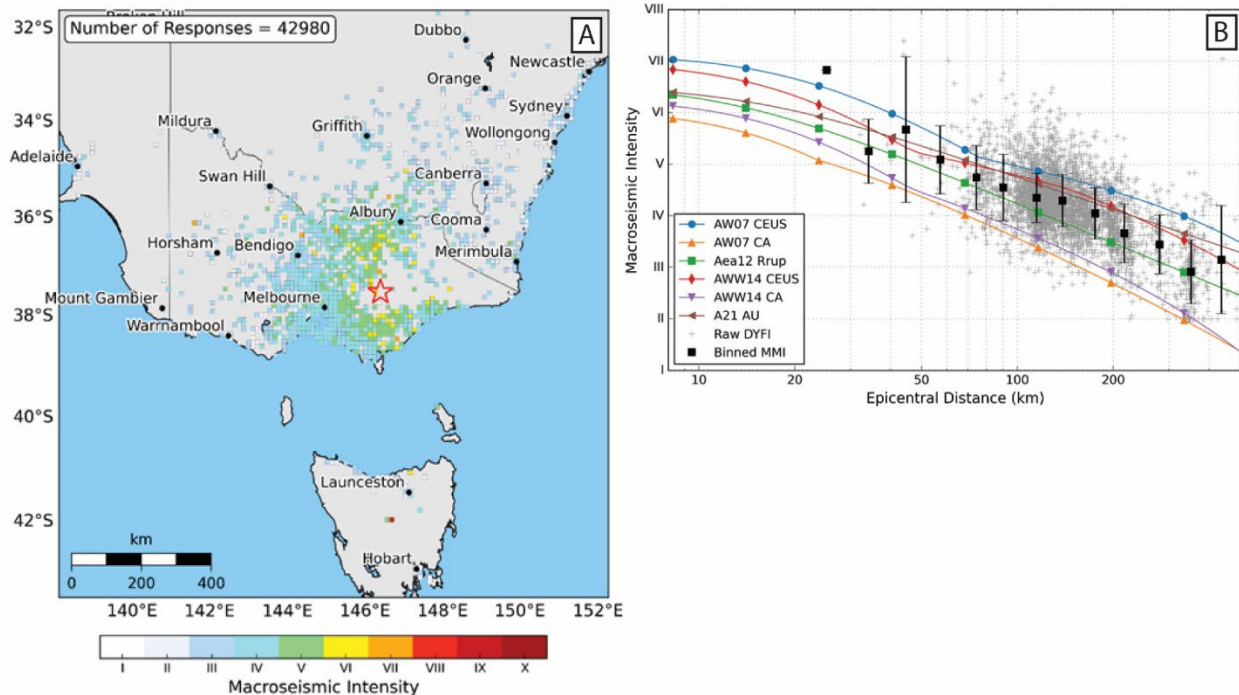 32°S
34°S
36°S
38°S
40°S
42°S
Broken Hill
Number of Responses = 42980
A
Dubbo
Newcastle
Orange
Sydney
Mildura
Griffith
Wollongong
Adelaide
Swan Hill
Canberra
Albury
Cooma
Horsham
Bendigo
Merimbula
Mount Gambier
Melbourne
Warrnambool
Launceston
Hobart
km
0 200 400
140°E 142°E 144°E 146°E 148°E 150°E 152°E
I II III IV V VI VII VIII IX X
Macroseismic Intensity
B
VIII
VII
VI
V
IV
III
II
I
Macroseismic Intensity
AW07 CEUS
AW07 CA
Aea12 Rrup
AWW14 CEUS
AWW14 CA
A21 AU
Raw DYFI
Binned MMI
10 20 50 100 200
Epicentral Distance (km)